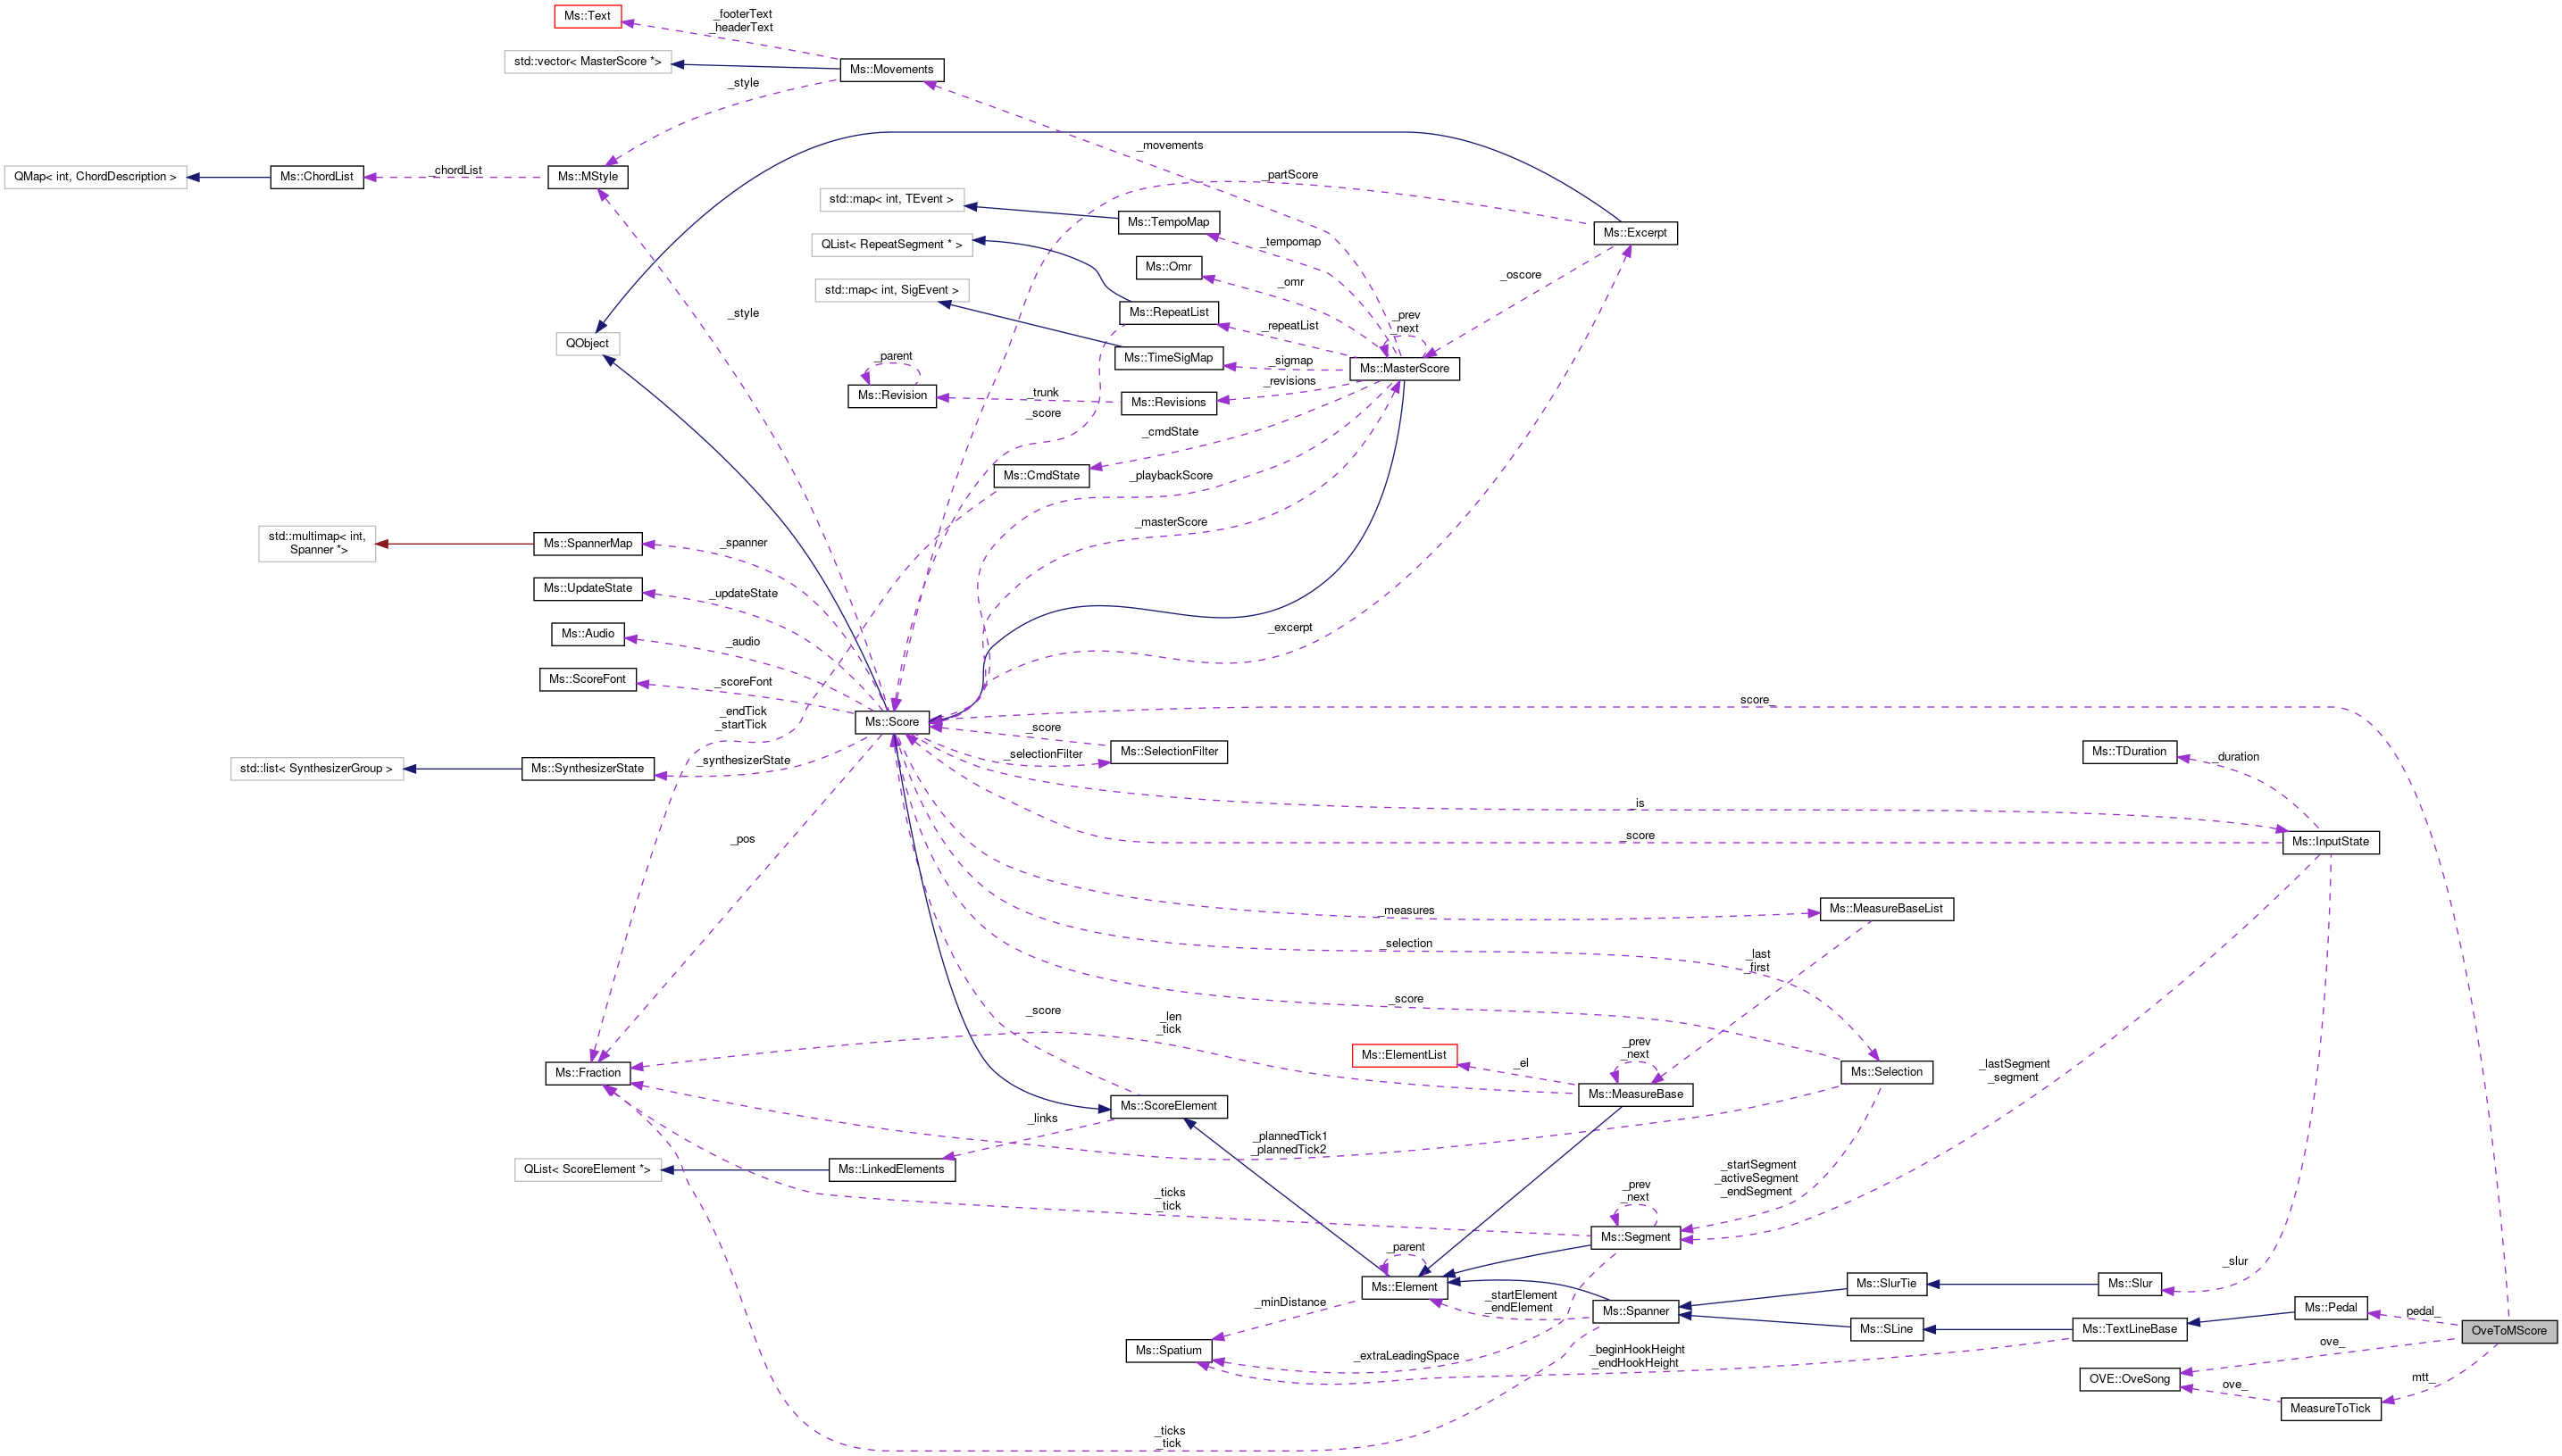 Ms::Text
_footerText
_headerText
std::vector< MasterScore *>
Ms::Movements
_style
_movements
QMap< int, ChordDescription >
Ms::ChordList
_chordList
Ms::MStyle
_partScore
std::map< int, TEvent >
Ms::TempoMap
Ms::Excerpt
QList< RepeatSegment * >
_tempomap
Ms::Omr
_oscore
_omr
std::map< int, SigEvent >
Ms::RepeatList
_style
_repeatList
_prev
_next
QObject
_parent
Ms::TimeSigMap
_sigmap
Ms::MasterScore
Ms::Revision
_trunk
Ms::Revisions
_revisions
_score
_cmdState
Ms::CmdState
_playbackScore
_masterScore
std::multimap< int,
Spanner *>
Ms::SpannerMap
_spanner
Ms::UpdateState
_updateState
Ms::Audio
_audio
_excerpt
Ms::ScoreFont
_scoreFont
_endTick
_startTick
Ms::Score
_score
score_
Ms::SelectionFilter
_selectionFilter
Ms::TDuration
_duration
std::list< SynthesizerGroup >
Ms::SynthesizerState
_synthesizerState
_is
_pos
_score
Ms::InputState
_measures
Ms::MeasureBaseList
_selection
_last
_first
_score
_score
_len
_tick
Ms::ElementList
_el
_prev
_next
_lastSegment
_segment
Ms::Fraction
Ms::Selection
Ms::MeasureBase
Ms::ScoreElement
_links
_plannedTick1
_plannedTick2
QList< ScoreElement *>
Ms::LinkedElements
_startSegment
_activeSegment
_endSegment
_ticks
_tick
_prev
_next
Ms::Segment
_parent
_slur
Ms::Element
Ms::SlurTie
Ms::Slur
_minDistance
_startElement
_endElement
Ms::Spanner
Ms::Pedal
pedal_
Ms::SLine
Ms::TextLineBase
OveToMScore
Ms::Spatium
_extraLeadingSpace
_beginHookHeight
_endHookHeight
ove_
OVE::OveSong
ove_
mtt_
MeasureToTick
_ticks
_tick